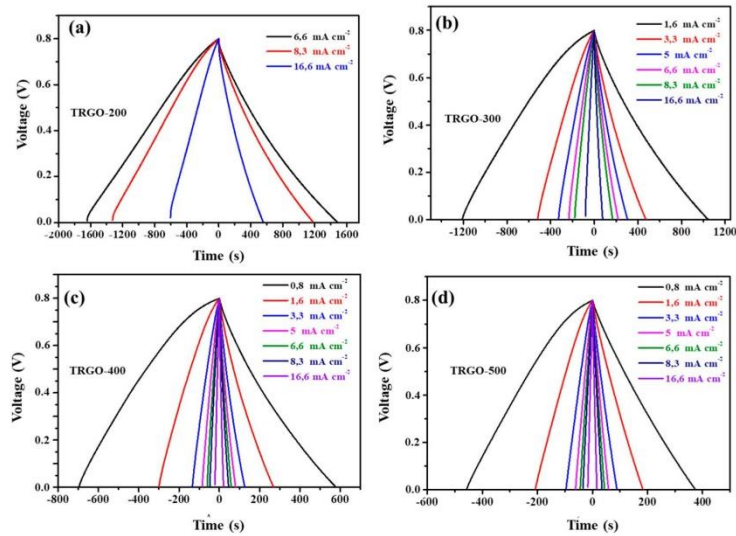 (a)
6,6 mA cm-2
8,3 mA cm-2
16,6 mA cm-2
TRGO-200
Voltage (V)
0.8
0.4
0.2
0.0
-2000 -1600 -1200 -800 -400 0 400 800 1200 1600
Time (s)
(b)
1,6 mA cm-2
3,3 mA cm-2
5 mA cm-2
6,6 mA cm-2
8,3 mA cm-2
16,6 mA cm-2
TRGO-300
Voltage (V)
0.8
0.6
0.4
0.2
0.0
-1200 -800 -400 0 400 800 1200
Time (s)
(c)
0,8 mA cm-2
1,6 mA cm-2
3,3 mA cm-2
5 mA cm-2
6,6 mA cm-2
8,3 mA cm-2
16,6 mA cm-2
TRGO-400
Voltage (V)
0.8
0.6
0.4
0.2
0.0
-800 -600 -400 -200 0 200 400 600
Time (s)
(d)
0,8 mA cm-2
1,6 mA cm-2
3,3 mA cm-2
5 mA cm-2
6,6 mA cm-2
8,3 mA cm-2
16,6 mA cm-2
TRGO-500
Voltage (V)
0.8
0.6
0.4
0.2
0.0
-600 -400 -200 0 200 400
Time (s)